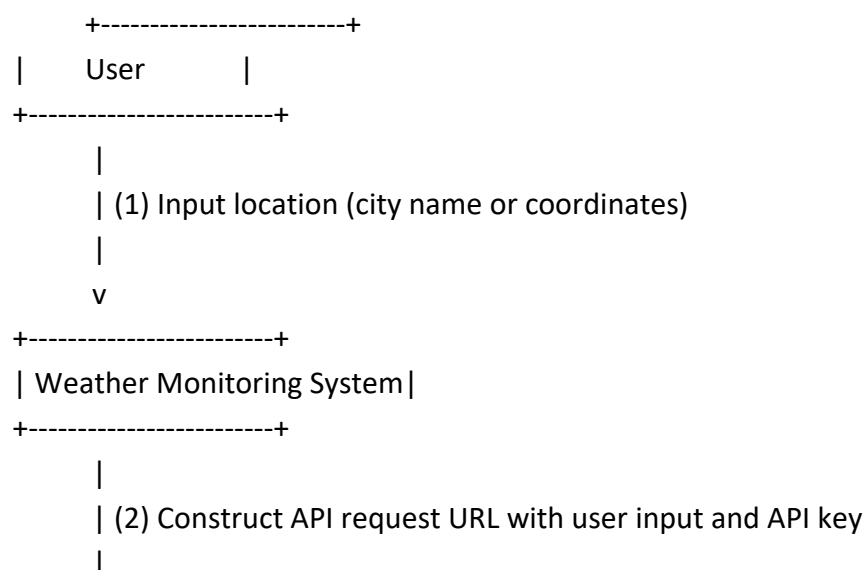 +-------------------------+
| User |
+-------------------------+
|
| (1) Input location (city name or coordinates)
|
v
+-------------------------+
| Weather Monitoring System|
+-------------------------+
|
| (2) Construct API request URL with user input and API key
|